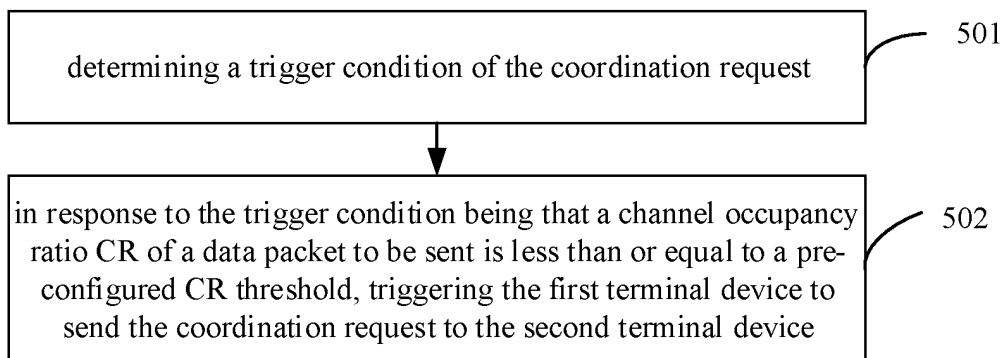 determining a trigger condition of the coordination request
501
in response to the trigger condition being that a channel occupancy
ratio CR of a data packet to be sent is less than or equal to a pre-
configured CR threshold, triggering the first terminal device to
send the coordination request to the second terminal device
502